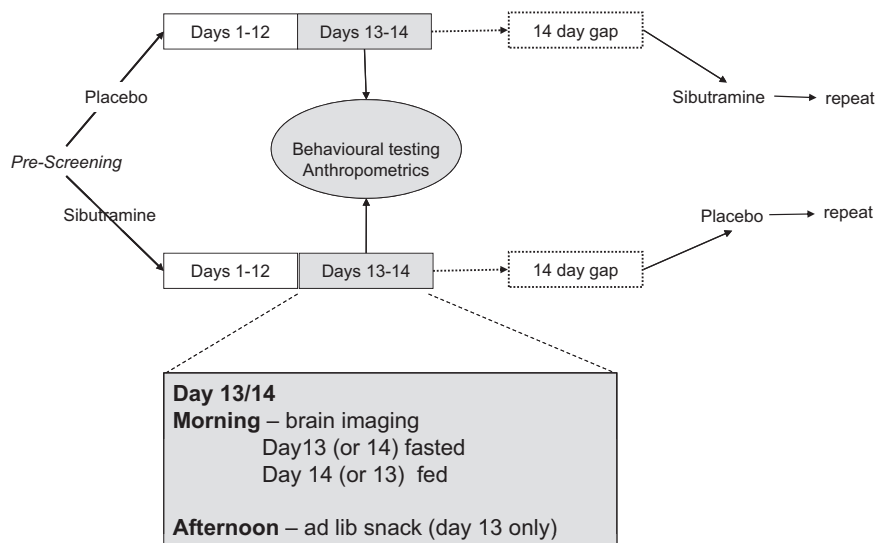 Days 1-12
Days 13-14
14 day gap
Placebo
Sibutramine
repeat
Behavioural testing
Anthropometrics
Pre-Screening
Sibutramine
Placebo
repeat
Days 1-12
Days 13-14
14 day gap
Day 13/14
Morning – brain imaging
Day13 (or 14) fasted
Day 14 (or 13) fed
Afternoon – ad lib snack (day 13 only)